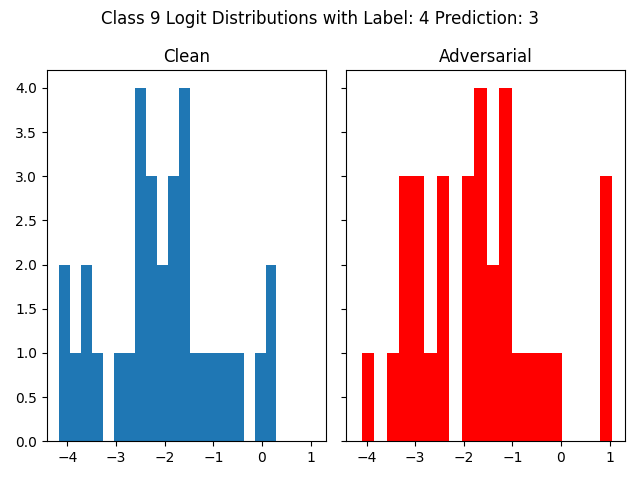 Class 9 Logit Distributions with Label: 4 Prediction: 3
Clean
Adversarial
4.0
3.5
3.0
2.5
2.0
1.5
1.0
0.5
0.0
−4 −3 −2 −1 0 1
−4 −3 −2 −1 0 1